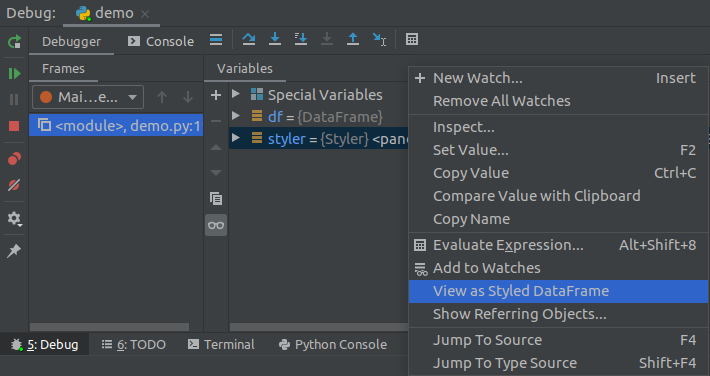 Debug: demo
Debugger Console
Frames Variables
Mai...e...
<module>, demo.py:1
Special Variables
df = {DataFrame}
styler = {Styler} <pand
New Watch... Insert
Remove All Watches
Inspect...
Set Value... F2
Copy Value Ctrl+C
Compare Value with Clipboard
Copy Name
Evaluate Expression... Alt+Shift+8
Add to Watches
View as Styled DataFrame
Show Referring Objects...
Jump To Source F4
Jump To Type Source Shift+F4
5: Debug 6: TODO Terminal Python Console